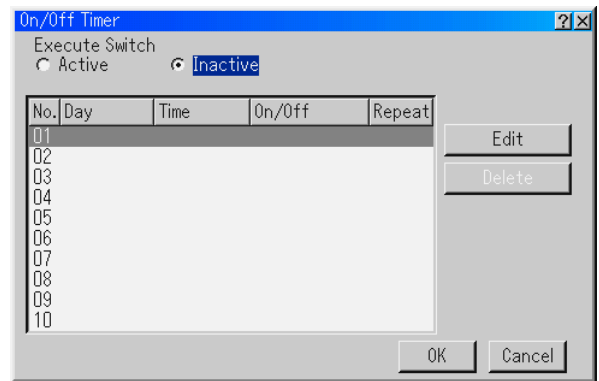 On/Off Timer ? ×
Execute Switch
Active Inactive
No. Day Time On/Off Repeat
01
02
03
04
05
06
07
08
09
10
Edit
Delete
OK Cancel